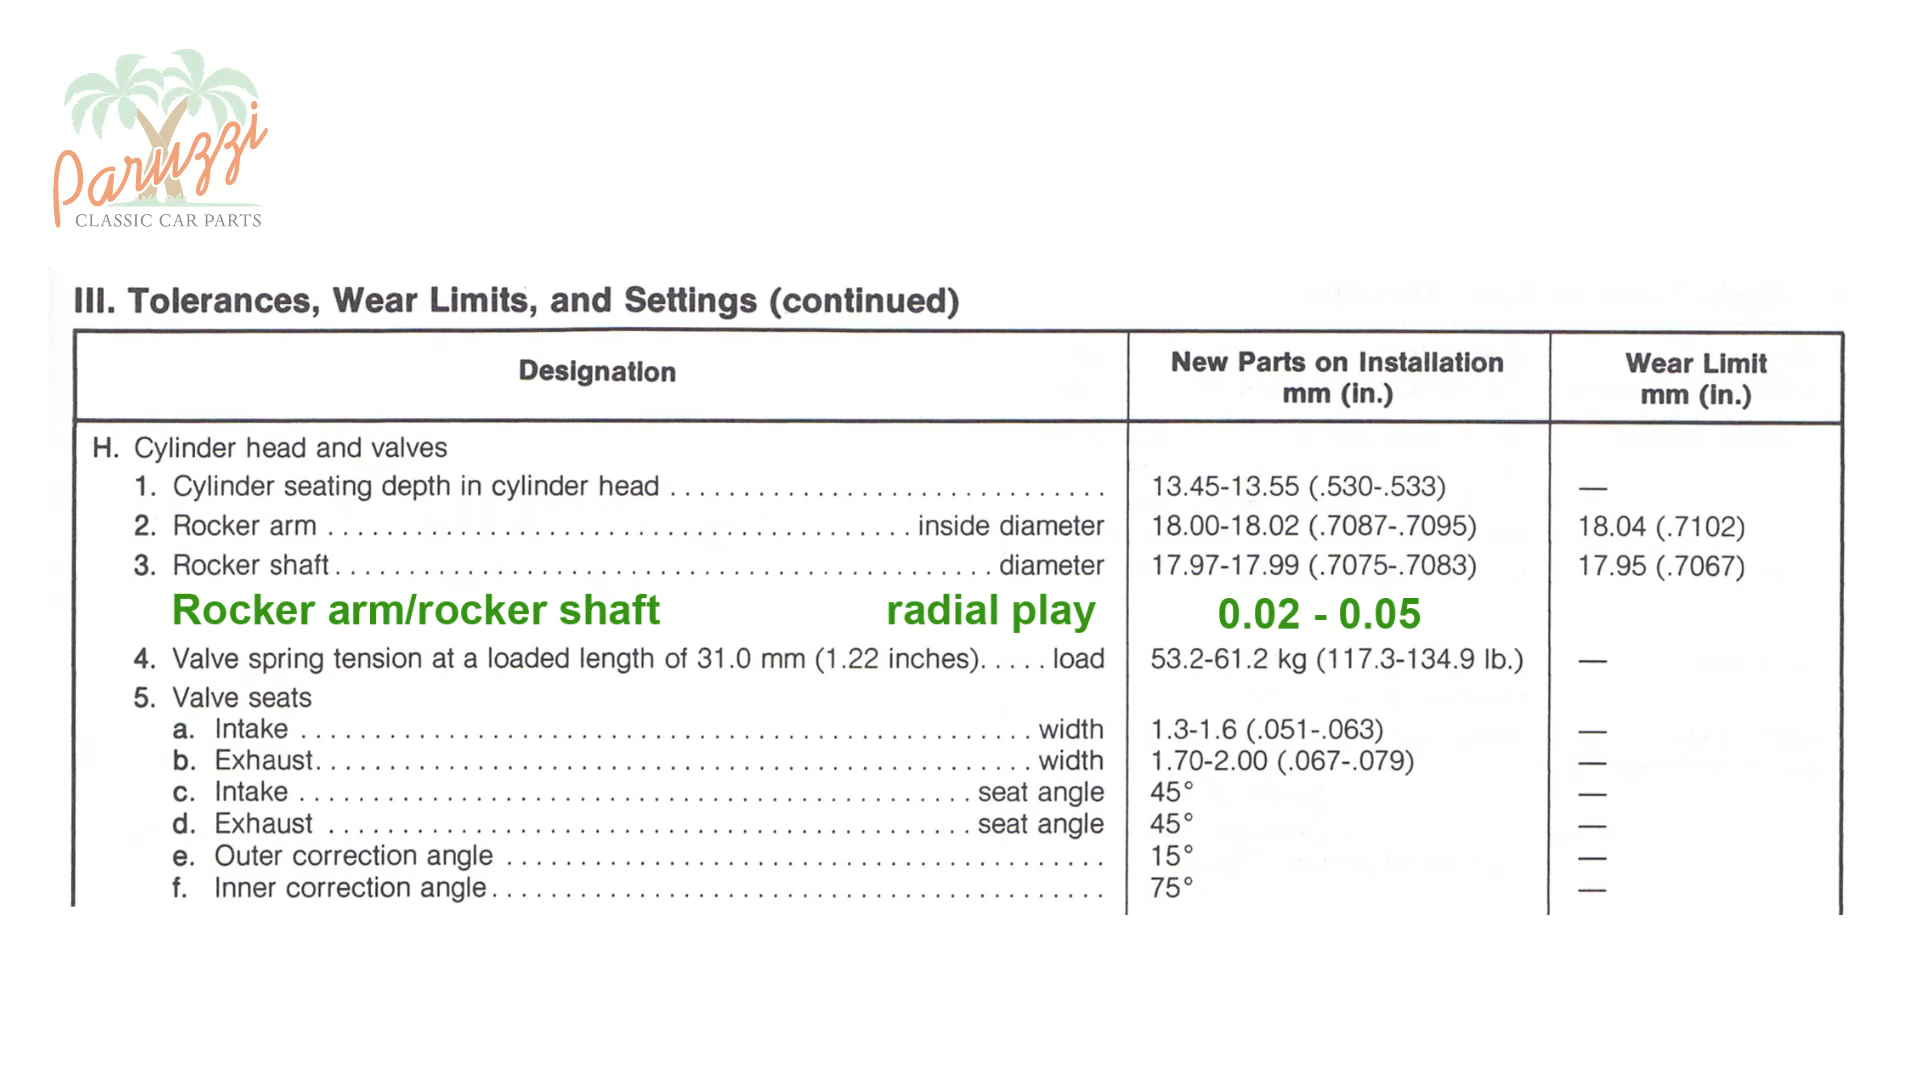 Paruzzi
CLASSIC CAR PARTS
III. Tolerances, Wear Limits, and Settings (continued)
Designation
New Parts on Installation
mm (in.)
Wear Limit
mm (in.)
H. Cylinder head and valves
1. Cylinder seating depth in cylinder head . . . . . . . . . . . . . . . . . . . . . . . . . . . . . . 13.45-13.55 (.530-.533) —
2. Rocker arm . . . . . . . . . . . . . . . . . . . . . . . . . . . . . . . . . . . . . . . . inside diameter 18.00-18.02 (.7087-.7095) 18.04 (.7102)
3. Rocker shaft. . . . . . . . . . . . . . . . . . . . . . . . . . . . . . . . . . . . . . . . . . . . . diameter 17.97-17.99 (.7075-.7083) 17.95 (.7067)
Rocker arm/rocker shaft radial play 0.02 - 0.05
4. Valve spring tension at a loaded length of 31.0 mm (1.22 inches). . . . . load 53.2-61.2 kg (117.3-134.9 lb.) —
5. Valve seats
a. Intake . . . . . . . . . . . . . . . . . . . . . . . . . . . . . . . . . . . . . . . . . . . . . . . . . . width 1.3-1.6 (.051-.063) —
b. Exhaust. . . . . . . . . . . . . . . . . . . . . . . . . . . . . . . . . . . . . . . . . . . . . . . . . width 1.70-2.00 (.067-.079) —
c. Intake . . . . . . . . . . . . . . . . . . . . . . . . . . . . . . . . . . . . . . . . . . . . . . seat angle 45° —
d. Exhaust . . . . . . . . . . . . . . . . . . . . . . . . . . . . . . . . . . . . . . . . . . . . seat angle 45° —
e. Outer correction angle . . . . . . . . . . . . . . . . . . . . . . . . . . . . . . . . . . . . . . . . . 15° —
f. Inner correction angle. . . . . . . . . . . . . . . . . . . . . . . . . . . . . . . . . . . . . . . . . . 75° —